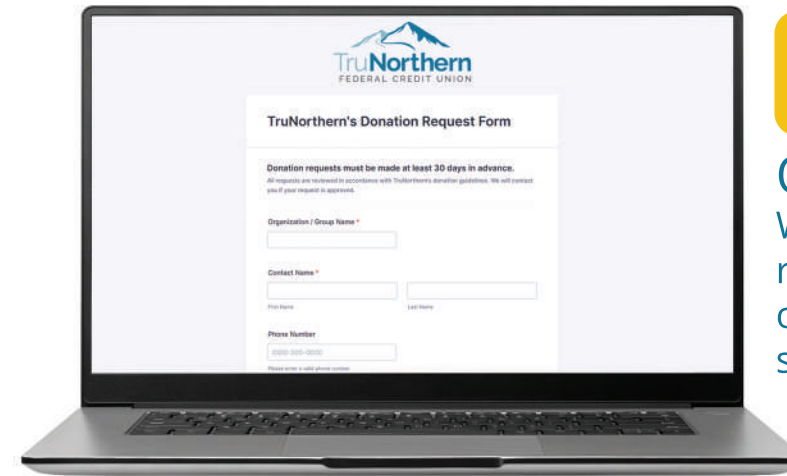 TruNorthern
FEDERAL CREDIT UNION
TruNorthern's Donation Request Form
Donation requests must be made at least 30 days in advance.
All requests are reviewed in accordance with TruNorthern's donation guidelines. We will contact
you if your request is approved.
Organization / Group Name *
Contact Name *
First Name
Last Name
Phone Number
(000) 000-0000
Please enter a valid phone number.